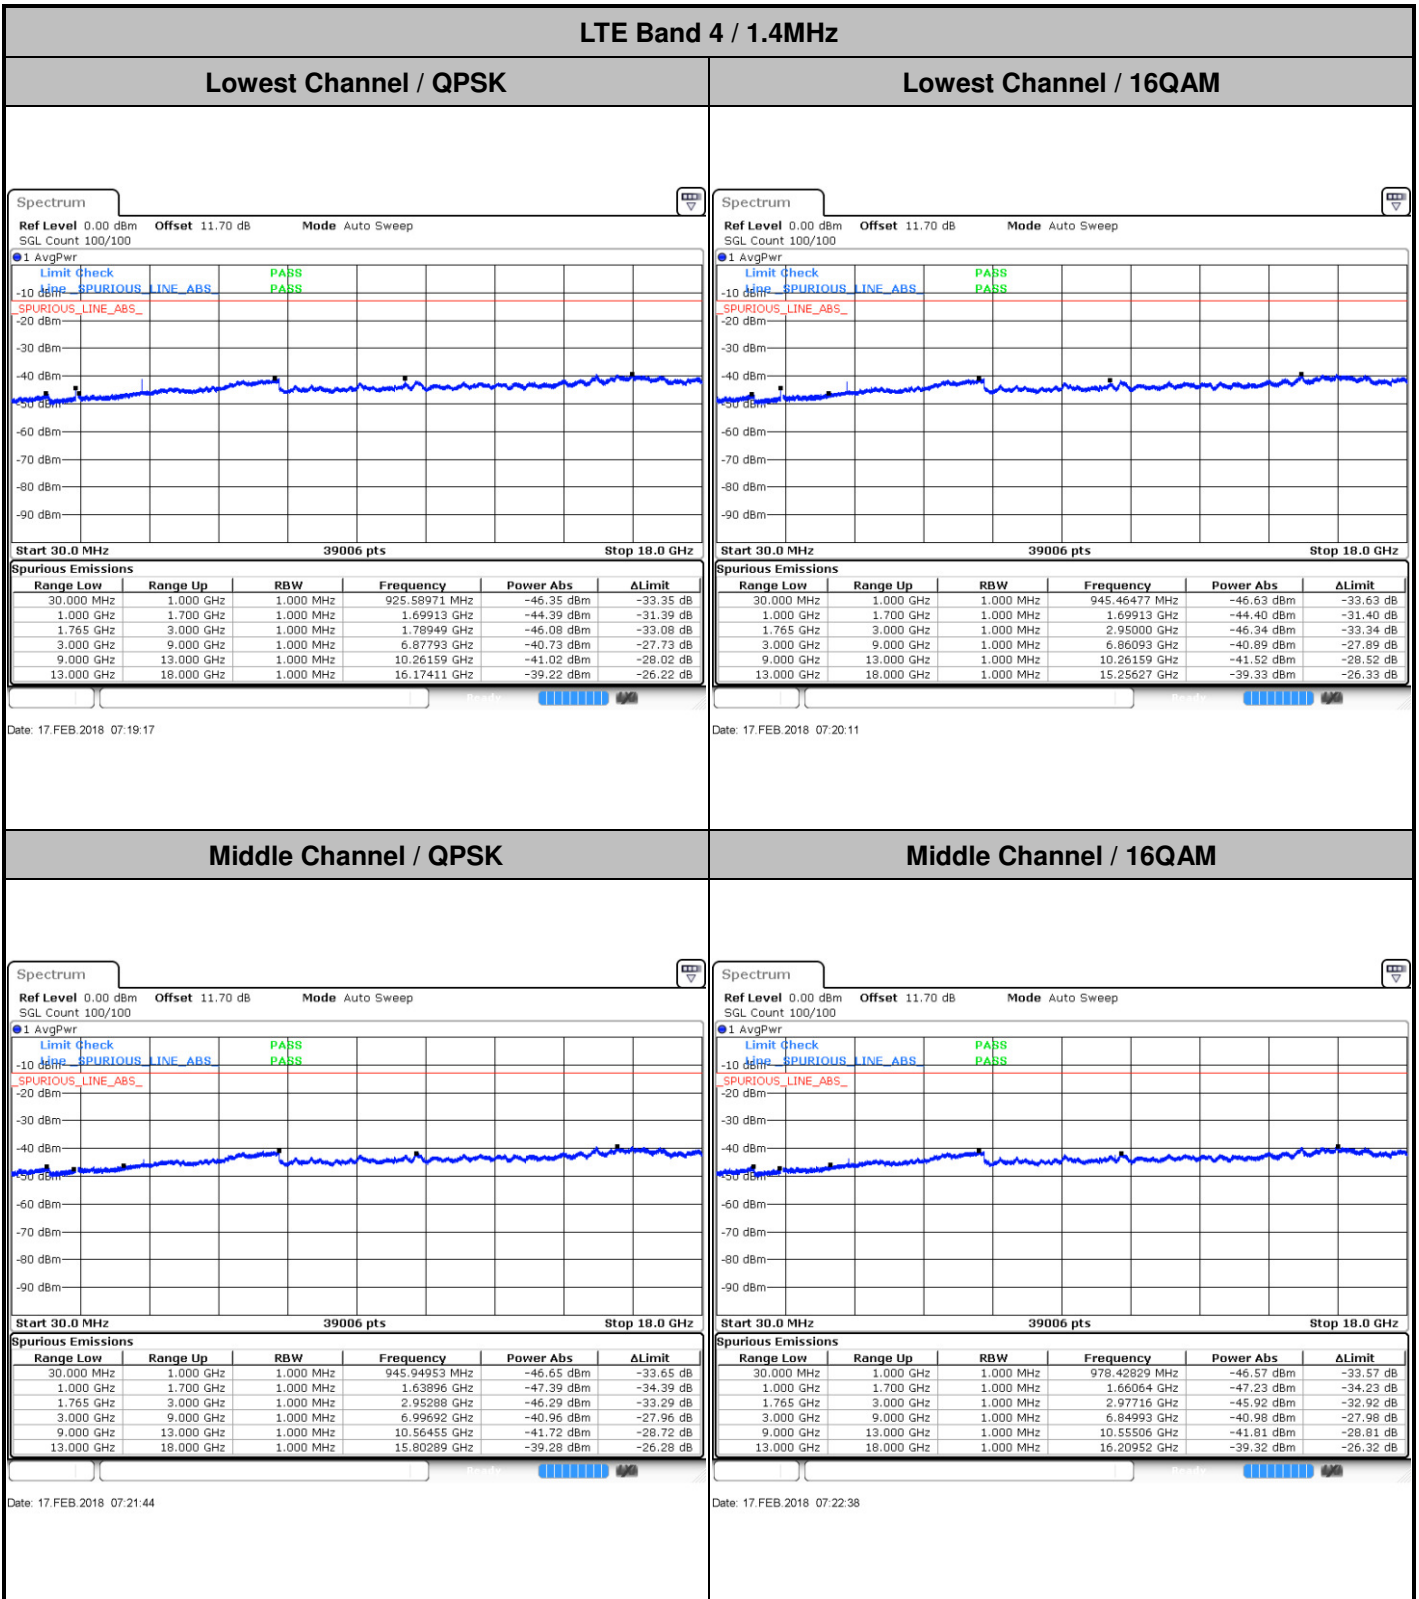 LTE Band 4 / 1.4MHz
Lowest Channel / QPSK
Lowest Channel / 16QAM
Spectrum
Ref Level 0.00 dBm Offset 11.70 dB Mode Auto Sweep
SGL Count 100/100
1 AvgPwr
Limit Check PASS
Line _SPURIOUS_LINE_ABS_ PASS
-10 dBm
_SPURIOUS_LINE_ABS_
-20 dBm
-30 dBm
-40 dBm
-50 dBm
-60 dBm
-70 dBm
-80 dBm
-90 dBm
Start 30.0 MHz 39006 pts Stop 18.0 GHz
Spurious Emissions
Range Low Range Up RBW Frequency Power Abs ΔLimit
30.000 MHz 1.000 GHz 1.000 MHz 925.58971 MHz -46.35 dBm -33.35 dB
1.000 GHz 1.700 GHz 1.000 MHz 1.69913 GHz -44.39 dBm -31.39 dB
1.765 GHz 3.000 GHz 1.000 MHz 1.78949 GHz -46.08 dBm -33.08 dB
3.000 GHz 9.000 GHz 1.000 MHz 6.87793 GHz -40.73 dBm -27.73 dB
9.000 GHz 13.000 GHz 1.000 MHz 10.26159 GHz -41.02 dBm -28.02 dB
13.000 GHz 18.000 GHz 1.000 MHz 16.17411 GHz -39.22 dBm -26.22 dB
Ready
Date: 17.FEB.2018 07:19:17
Spectrum
Ref Level 0.00 dBm Offset 11.70 dB Mode Auto Sweep
SGL Count 100/100
1 AvgPwr
Limit Check PASS
Line _SPURIOUS_LINE_ABS_ PASS
-10 dBm
_SPURIOUS_LINE_ABS_
-20 dBm
-30 dBm
-40 dBm
-50 dBm
-60 dBm
-70 dBm
-80 dBm
-90 dBm
Start 30.0 MHz 39006 pts Stop 18.0 GHz
Spurious Emissions
Range Low Range Up RBW Frequency Power Abs ΔLimit
30.000 MHz 1.000 GHz 1.000 MHz 945.46477 MHz -46.63 dBm -33.63 dB
1.000 GHz 1.700 GHz 1.000 MHz 1.69913 GHz -44.40 dBm -31.40 dB
1.765 GHz 3.000 GHz 1.000 MHz 2.95000 GHz -46.34 dBm -33.34 dB
3.000 GHz 9.000 GHz 1.000 MHz 6.86093 GHz -40.89 dBm -27.89 dB
9.000 GHz 13.000 GHz 1.000 MHz 10.26159 GHz -41.52 dBm -28.52 dB
13.000 GHz 18.000 GHz 1.000 MHz 15.25627 GHz -39.33 dBm -26.33 dB
Ready
Date: 17.FEB.2018 07:20:11
Middle Channel / QPSK
Middle Channel / 16QAM
Spectrum
Ref Level 0.00 dBm Offset 11.70 dB Mode Auto Sweep
SGL Count 100/100
1 AvgPwr
Limit Check PASS
Line _SPURIOUS_LINE_ABS_ PASS
-10 dBm
_SPURIOUS_LINE_ABS_
-20 dBm
-30 dBm
-40 dBm
-50 dBm
-60 dBm
-70 dBm
-80 dBm
-90 dBm
Start 30.0 MHz 39006 pts Stop 18.0 GHz
Spurious Emissions
Range Low Range Up RBW Frequency Power Abs ΔLimit
30.000 MHz 1.000 GHz 1.000 MHz 945.94953 MHz -46.65 dBm -33.65 dB
1.000 GHz 1.700 GHz 1.000 MHz 1.63896 GHz -47.39 dBm -34.39 dB
1.765 GHz 3.000 GHz 1.000 MHz 2.95288 GHz -46.29 dBm -33.29 dB
3.000 GHz 9.000 GHz 1.000 MHz 6.99692 GHz -40.96 dBm -27.96 dB
9.000 GHz 13.000 GHz 1.000 MHz 10.56455 GHz -41.72 dBm -28.72 dB
13.000 GHz 18.000 GHz 1.000 MHz 15.80289 GHz -39.28 dBm -26.28 dB
Ready
Date: 17.FEB.2018 07:21:44
Spectrum
Ref Level 0.00 dBm Offset 11.70 dB Mode Auto Sweep
SGL Count 100/100
1 AvgPwr
Limit Check PASS
Line _SPURIOUS_LINE_ABS_ PASS
-10 dBm
_SPURIOUS_LINE_ABS_
-20 dBm
-30 dBm
-40 dBm
-50 dBm
-60 dBm
-70 dBm
-80 dBm
-90 dBm
Start 30.0 MHz 39006 pts Stop 18.0 GHz
Spurious Emissions
Range Low Range Up RBW Frequency Power Abs ΔLimit
30.000 MHz 1.000 GHz 1.000 MHz 978.42829 MHz -46.57 dBm -33.57 dB
1.000 GHz 1.700 GHz 1.000 MHz 1.66064 GHz -47.23 dBm -34.23 dB
1.765 GHz 3.000 GHz 1.000 MHz 2.97716 GHz -45.92 dBm -32.92 dB
3.000 GHz 9.000 GHz 1.000 MHz 6.84993 GHz -40.98 dBm -27.98 dB
9.000 GHz 13.000 GHz 1.000 MHz 10.55506 GHz -41.81 dBm -28.81 dB
13.000 GHz 18.000 GHz 1.000 MHz 16.20952 GHz -39.32 dBm -26.32 dB
Ready
Date: 17.FEB.2018 07:22:38